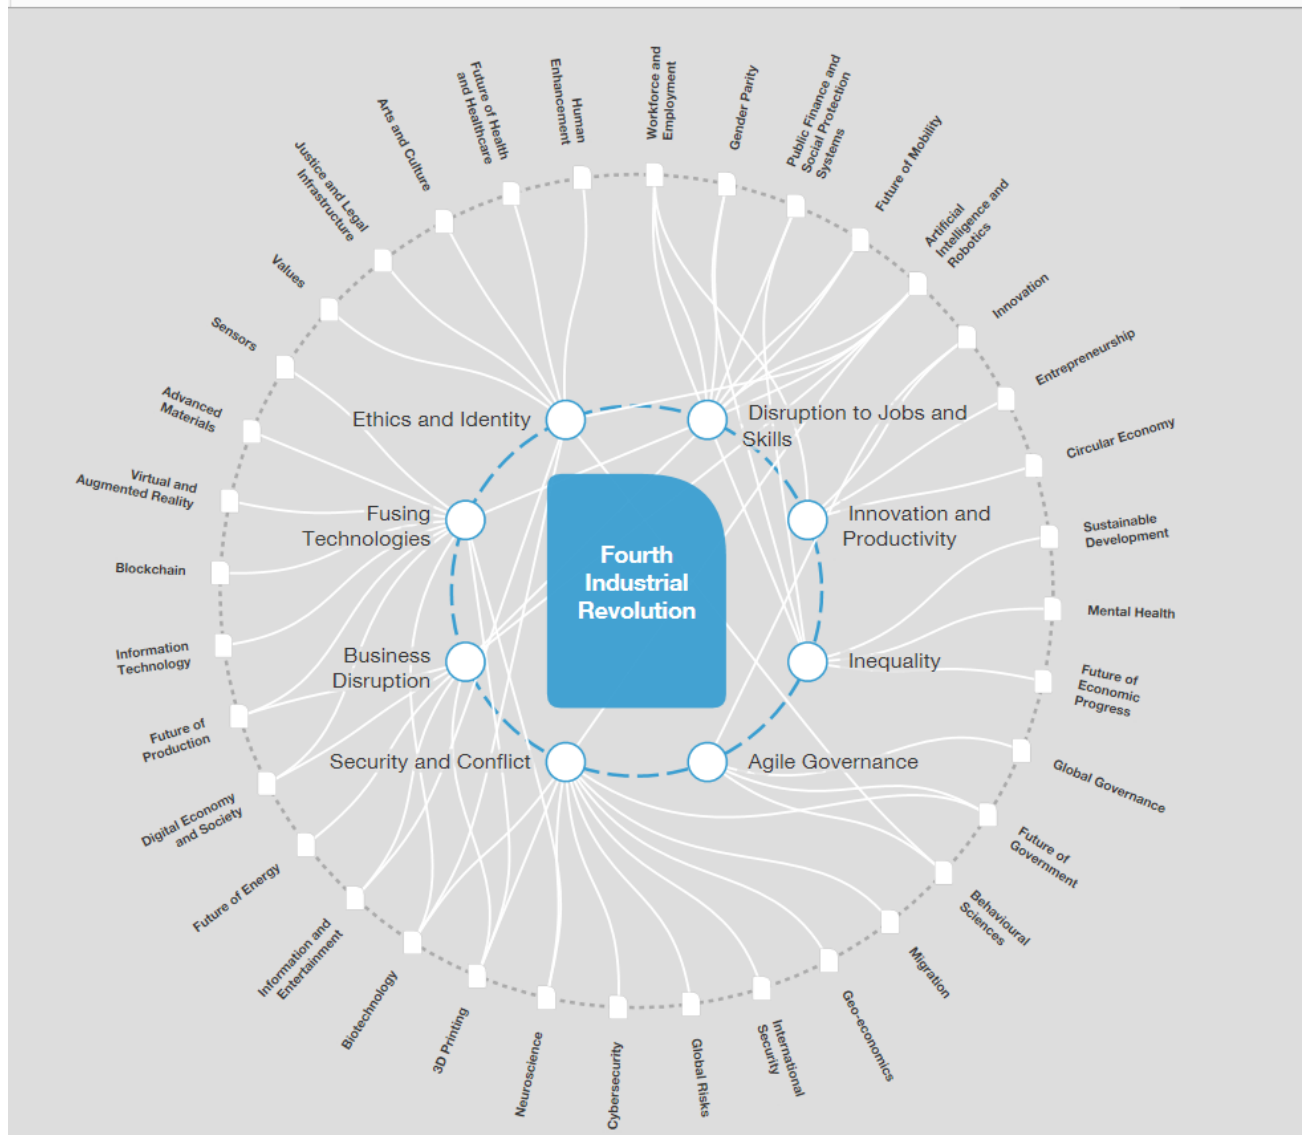 Workforce and
Employment
Gender Parity
Public Finance and
Social Protection
Systems
Future of Mobility
Artificial
Intelligence and
Robotics
Innovation
Entrepreneurship
Circular Economy
Sustainable
Development
Mental Health
Future of
Economic
Progress
Global Governance
Future of
Government
Behavioural
Sciences
Migration
Geo-economics
International
Security
Global Risks
Cybersecurity
Neuroscience
3D Printing
Biotechnology
Information and
Entertainment
Future of Energy
Digital Economy
and Society
Future of
Production
Information
Technology
Blockchain
Virtual and
Augmented Reality
Advanced
Materials
Sensors
Values
Justice and Legal
Infrastructure
Arts and Culture
Future of Health
and Healthcare
Human
Enhancement
Ethics and Identity
Disruption to Jobs and
Skills
Fusing
Technologies
Innovation and
Productivity
Fourth
Industrial
Revolution
Business
Disruption
Inequality
Security and Conflict
Agile Governance